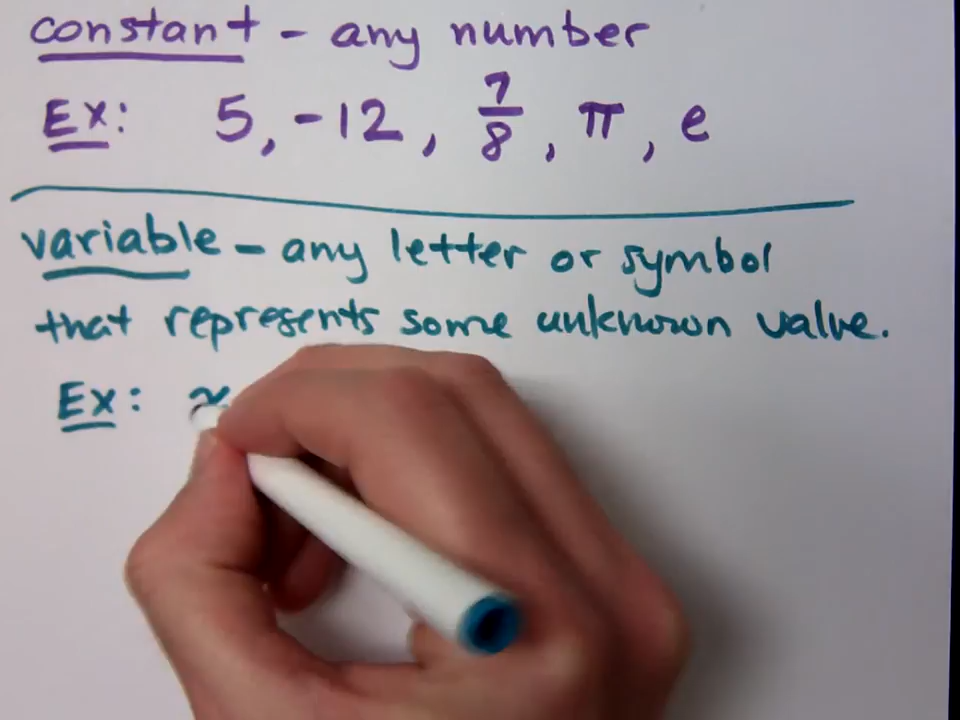 constant - any number
Ex: 5, -12, 7/8, π, e
variable - any letter or symbol
that represents some unknown value.
Ex: